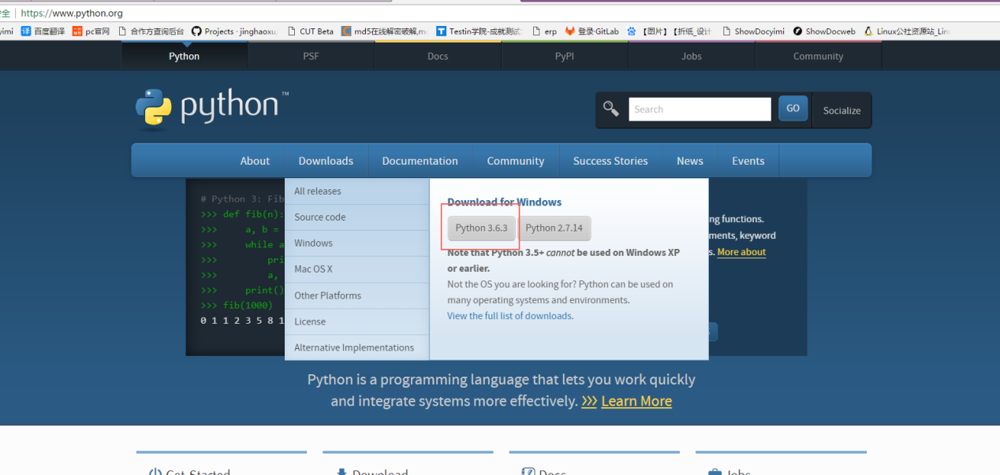 全 | https://www.python.org
yimi 百度翻译 pc官网 合作方查询后台 Projects · jinghaoxu CUT Beta md5在线解密破解,m Testin学院-成就测试 erp 登录·GitLab 【图片】【折纸_设计 ShowDocyimi ShowDocweb Linux公社资源站_Lin
Python PSF Docs PyPI Jobs Community
python™
Search GO Socialize
About Downloads Documentation Community Success Stories News Events
# Python 3: Fib
>>> def fib(n):
>>> a, b =
>>> while a
>>> pri
>>> a,
>>> print()
>>> fib(1000)
0 1 1 2 3 5 8 1
All releases
Source code
Windows
Mac OS X
Other Platforms
License
Alternative Implementations
Download for Windows
Python 3.6.3 Python 2.7.14
Note that Python 3.5+ cannot be used on Windows XP
or earlier.
Not the OS you are looking for? Python can be used on
many operating systems and environments.
View the full list of downloads.
ng functions.
ments, keyword
s. More about
Python is a programming language that lets you work quickly
and integrate systems more effectively. >>> Learn More
Get Started Download Docs Jobs